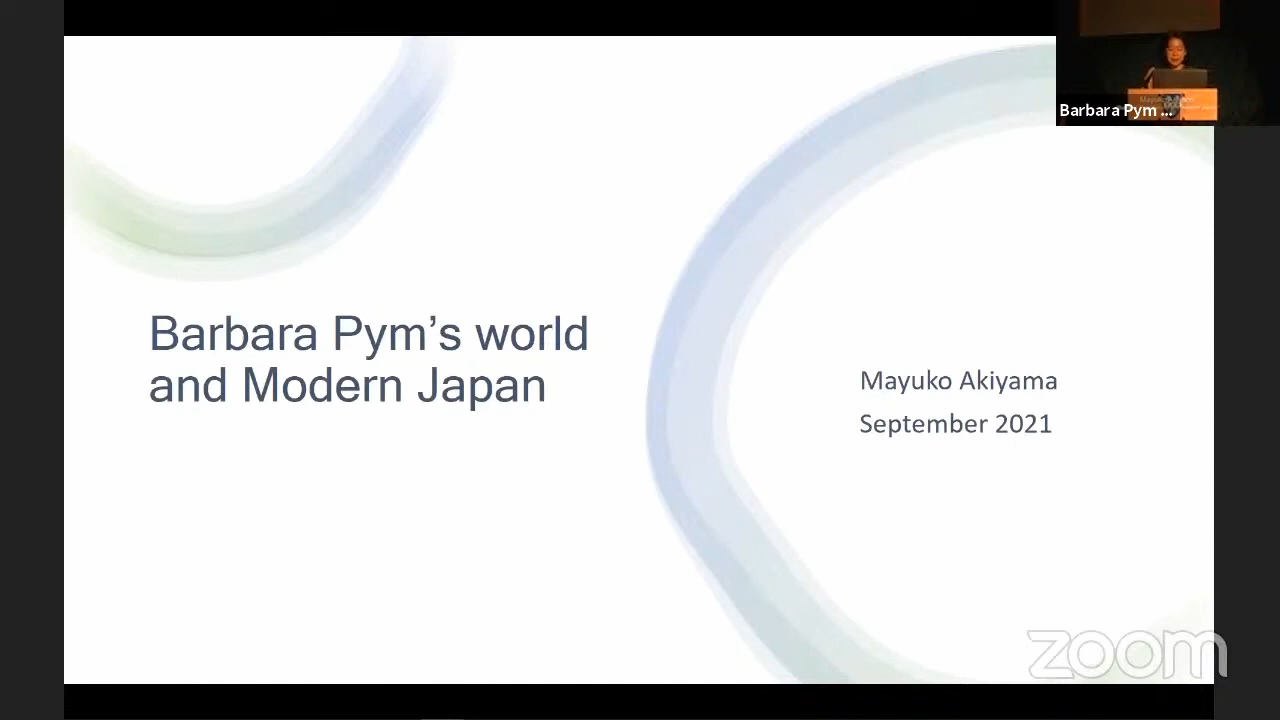 Barbara Pym ...
Barbara Pym's world
and Modern Japan
Mayuko Akiyama
September 2021
zoom